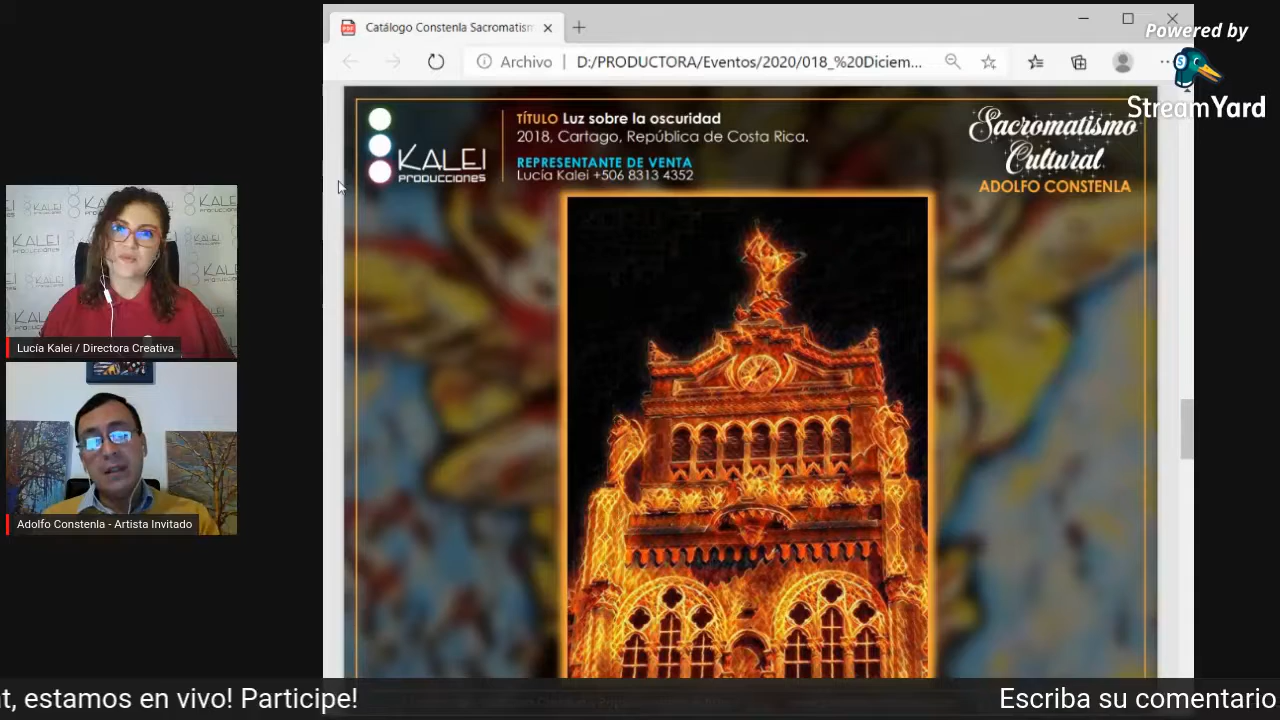 Catálogo Constenla Sacromatism
Archivo
D:/PRODUCTORA/Eventos/2020/018_%20Diciem...
Powered by
StreamYard
KALEI
PRODUCCIONES
TÍTULO Luz sobre la oscuridad
2018, Cartago, República de Costa Rica.
REPRESENTANTE DE VENTA
Lucía Kalei +506 8313 4352
Sacromatismo
Cultural
ADOLFO CONSTENLA
Lucía Kalei / Directora Creativa
Adolfo Constenla - Artista Invitado
t, estamos en vivo! Participe!
Escriba su comentario